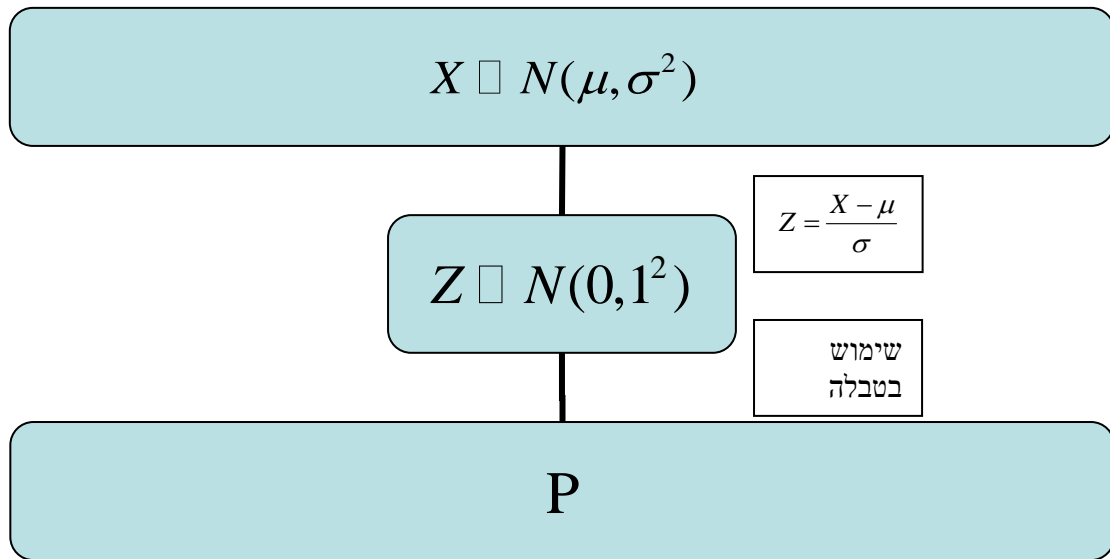 X □ N(μ,σ²)
Z = (X − μ) / σ
Z □ N(0,1²)
שימוש
בטבלה
P